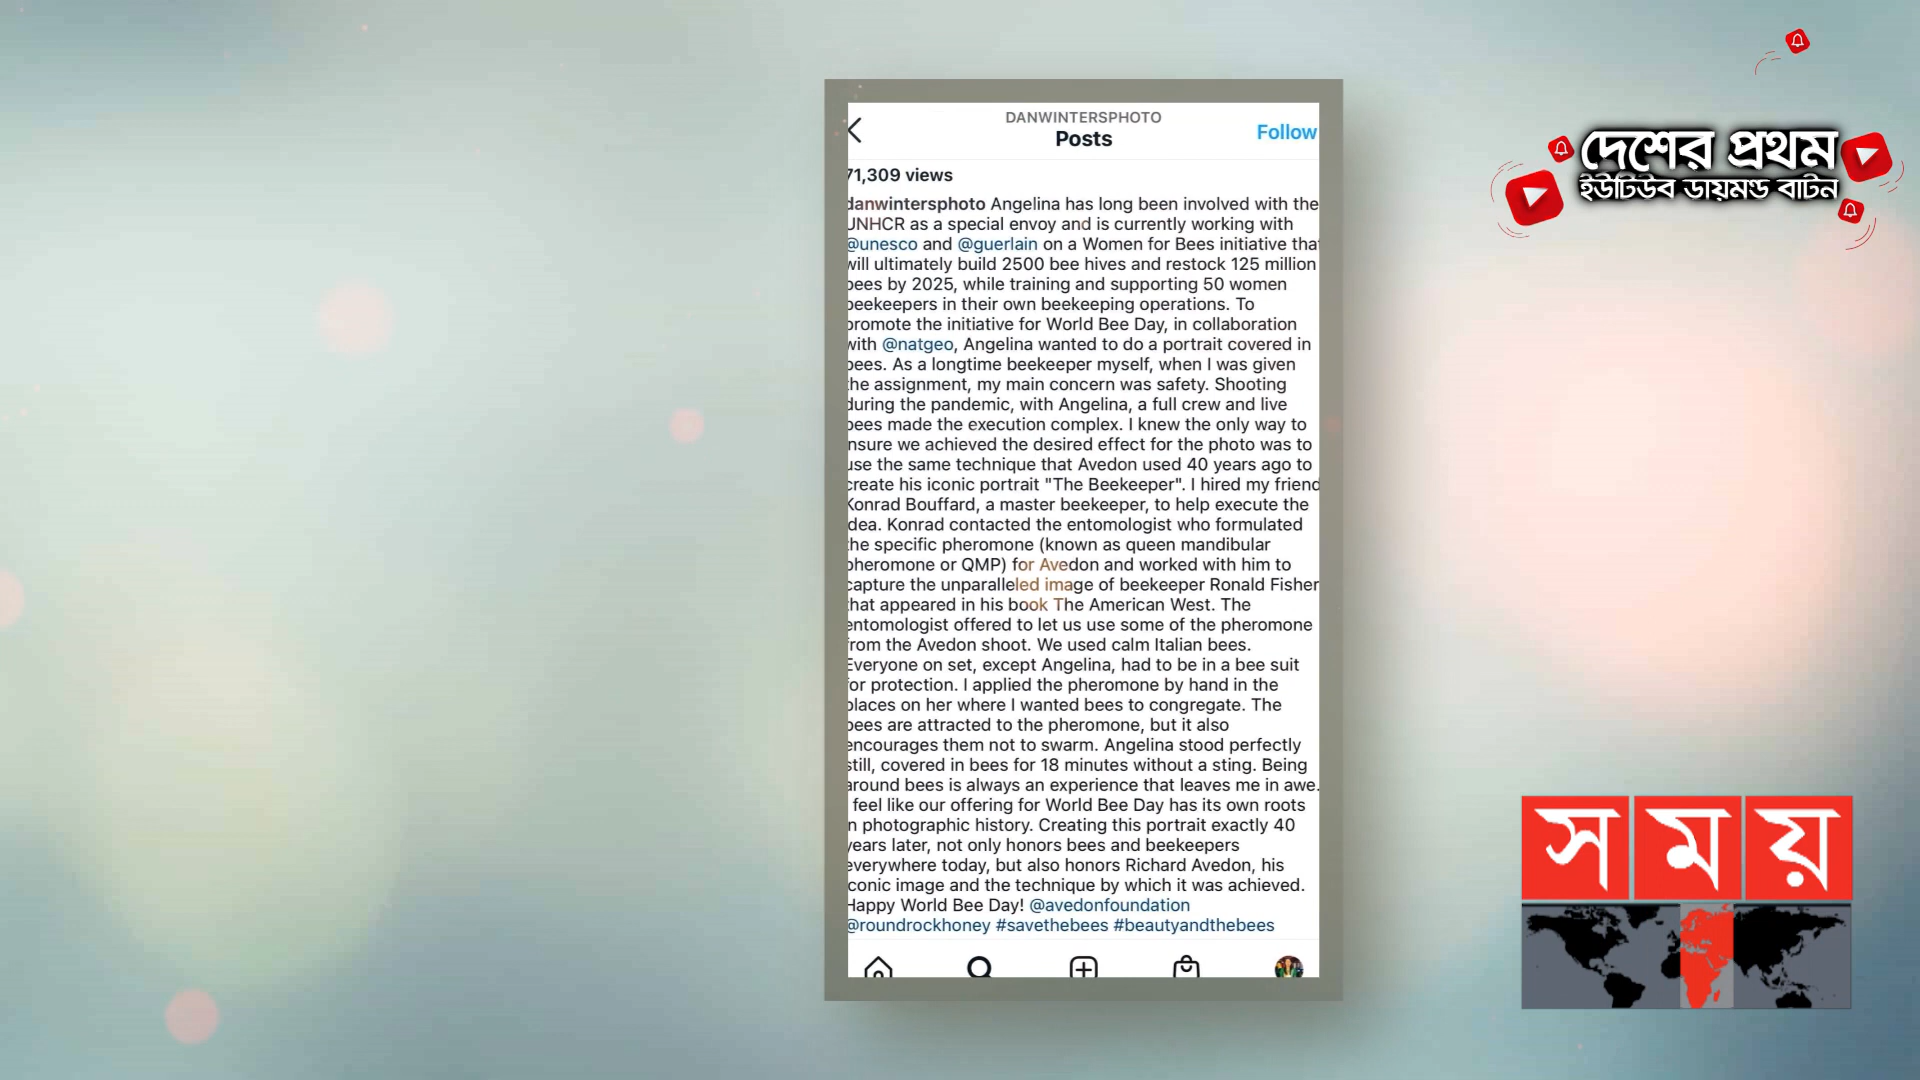 DANWINTERSPHOTO
Posts
Follow
71,309 views
danwintersphoto Angelina has long been involved with the
UNHCR as a special envoy and is currently working with
@unesco and @guerlain on a Women for Bees initiative that
will ultimately build 2500 bee hives and restock 125 million
bees by 2025, while training and supporting 50 women
beekeepers in their own beekeeping operations. To
promote the initiative for World Bee Day, in collaboration
with @natgeo, Angelina wanted to do a portrait covered in
bees. As a longtime beekeeper myself, when I was given
the assignment, my main concern was safety. Shooting
during the pandemic, with Angelina, a full crew and live
bees made the execution complex. I knew the only way to
nsure we achieved the desired effect for the photo was to
use the same technique that Avedon used 40 years ago to
create his iconic portrait "The Beekeeper". I hired my friend
Konrad Bouffard, a master beekeeper, to help execute the
dea. Konrad contacted the entomologist who formulated
the specific pheromone (known as queen mandibular
pheromone or QMP) for Avedon and worked with him to
capture the unparalleled image of beekeeper Ronald Fisher
that appeared in his book The American West. The
entomologist offered to let us use some of the pheromone
from the Avedon shoot. We used calm Italian bees.
Everyone on set, except Angelina, had to be in a bee suit
for protection. I applied the pheromone by hand in the
places on her where I wanted bees to congregate. The
bees are attracted to the pheromone, but it also
encourages them not to swarm. Angelina stood perfectly
still, covered in bees for 18 minutes without a sting. Being
around bees is always an experience that leaves me in awe.
feel like our offering for World Bee Day has its own roots
n photographic history. Creating this portrait exactly 40
years later, not only honors bees and beekeepers
everywhere today, but also honors Richard Avedon, his
conic image and the technique by which it was achieved.
Happy World Bee Day! @avedonfoundation
@roundrockhoney #savethebees #beautyandthebees
দেশের প্রথম
ইউটিউব ডায়মন্ড বাটন
সময়